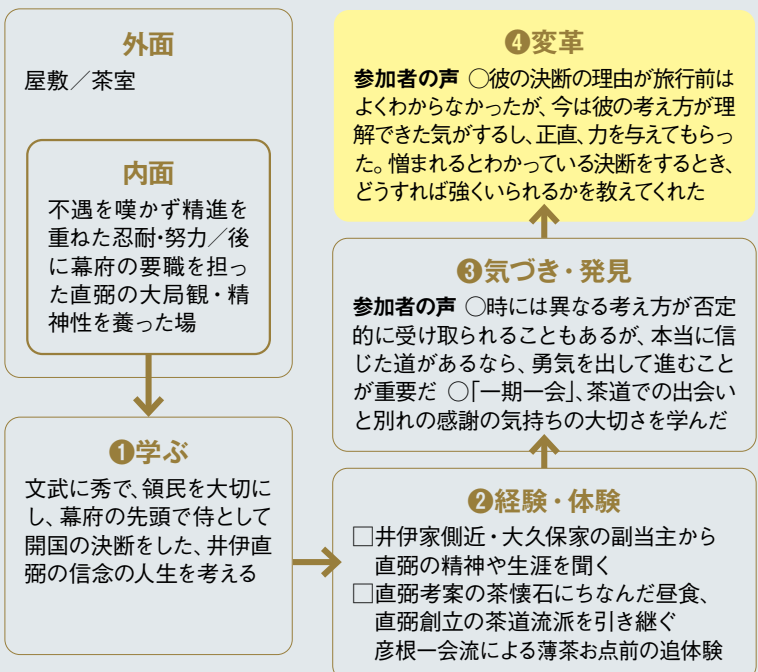 外面
屋敷／茶室
内面
不遇を嘆かず精進を
重ねた忍耐・努力／後
に幕府の要職を担っ
た直弼の大局観・精
神性を養った場
❶学ぶ
文武に秀で、領民を大切に
し、幕府の先頭で侍として
開国の決断をした、井伊直
弼の信念の人生を考える
❷経験・体験
□井伊家側近・大久保家の副当主から
直弼の精神や生涯を聞く
□直弼考案の茶懐石にちなんだ昼食、
直弼創立の茶道流派を引き継ぐ
彦根一会流による薄茶お点前の追体験
❸気づき・発見
参加者の声 ○時には異なる考え方が否定
的に受け取られることもあるが、本当に信
じた道があるなら、勇気を出して進むこと
が重要だ ○「一期一会」、茶道での出会い
と別れの感謝の気持ちの大切さを学んだ
❹変革
参加者の声 ○彼の決断の理由が旅行前は
よくわからなかったが、今は彼の考え方が理
解できた気がするし、正直、力を与えてもらっ
た。憎まれるとわかっている決断をするとき、
どうすれば強くいられるかを教えてくれた